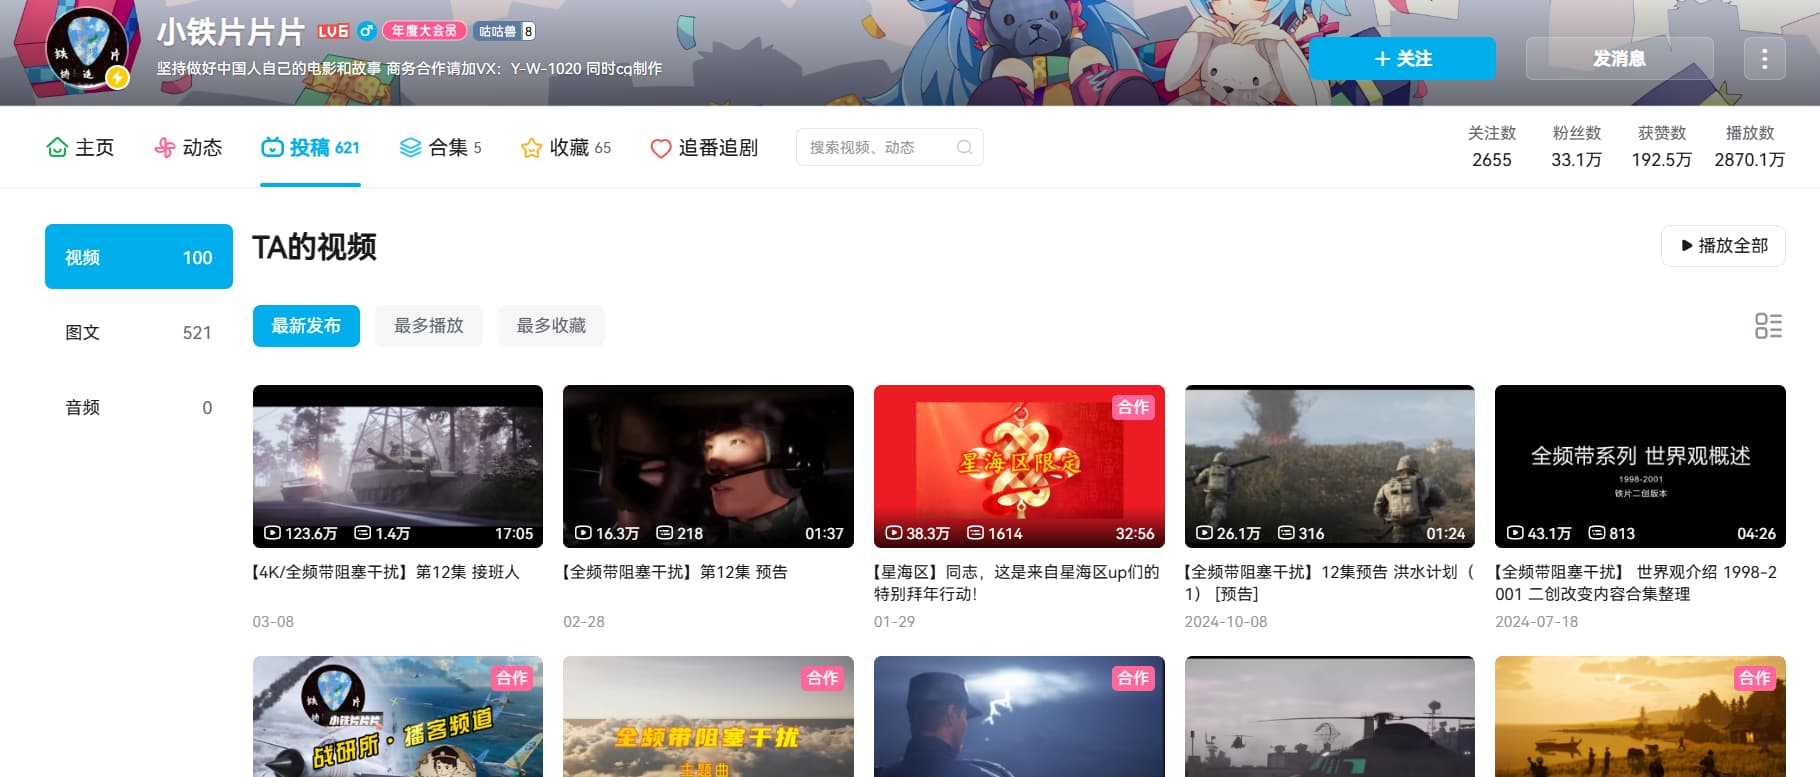 小铁片片片 LV6 年度大会员 咕咕兽 8
坚持做好中国人自己的电影和故事 商务合作请加VX：Y-W-1020 同时cq制作
关注
发消息
主页
动态
投稿 621
合集 5
收藏 65
追番追剧
搜索视频、动态
关注数 粉丝数 获赞数 播放数
2655 33.1万 192.5万 2870.1万
视频 100
图文 521
音频 0
TA的视频
播放全部
最新发布 最多播放 最多收藏
123.6万 1.4万 17:05
【4K/全频带阻塞干扰】第12集 接班人
03-08
16.3万 218 01:37
【全频带阻塞干扰】第12集 预告
02-28
合作
星海区限定
38.3万 1614 32:56
【星海区】同志，这是来自星海区up们的
特别拜年行动！
01-29
26.1万 316 01:24
【全频带阻塞干扰】12集预告 洪水计划（
1） [预告]
2024-10-08
全频带系列 世界观概述
1998-2001
铁片二创版本
43.1万 813 04:26
【全频带阻塞干扰】 世界观介绍 1998-2
001 二创改变内容合集整理
2024-07-18
合作
小铁片片片
战研所·播客频道
合作
全频带阻塞干扰
主题曲
合作
合作